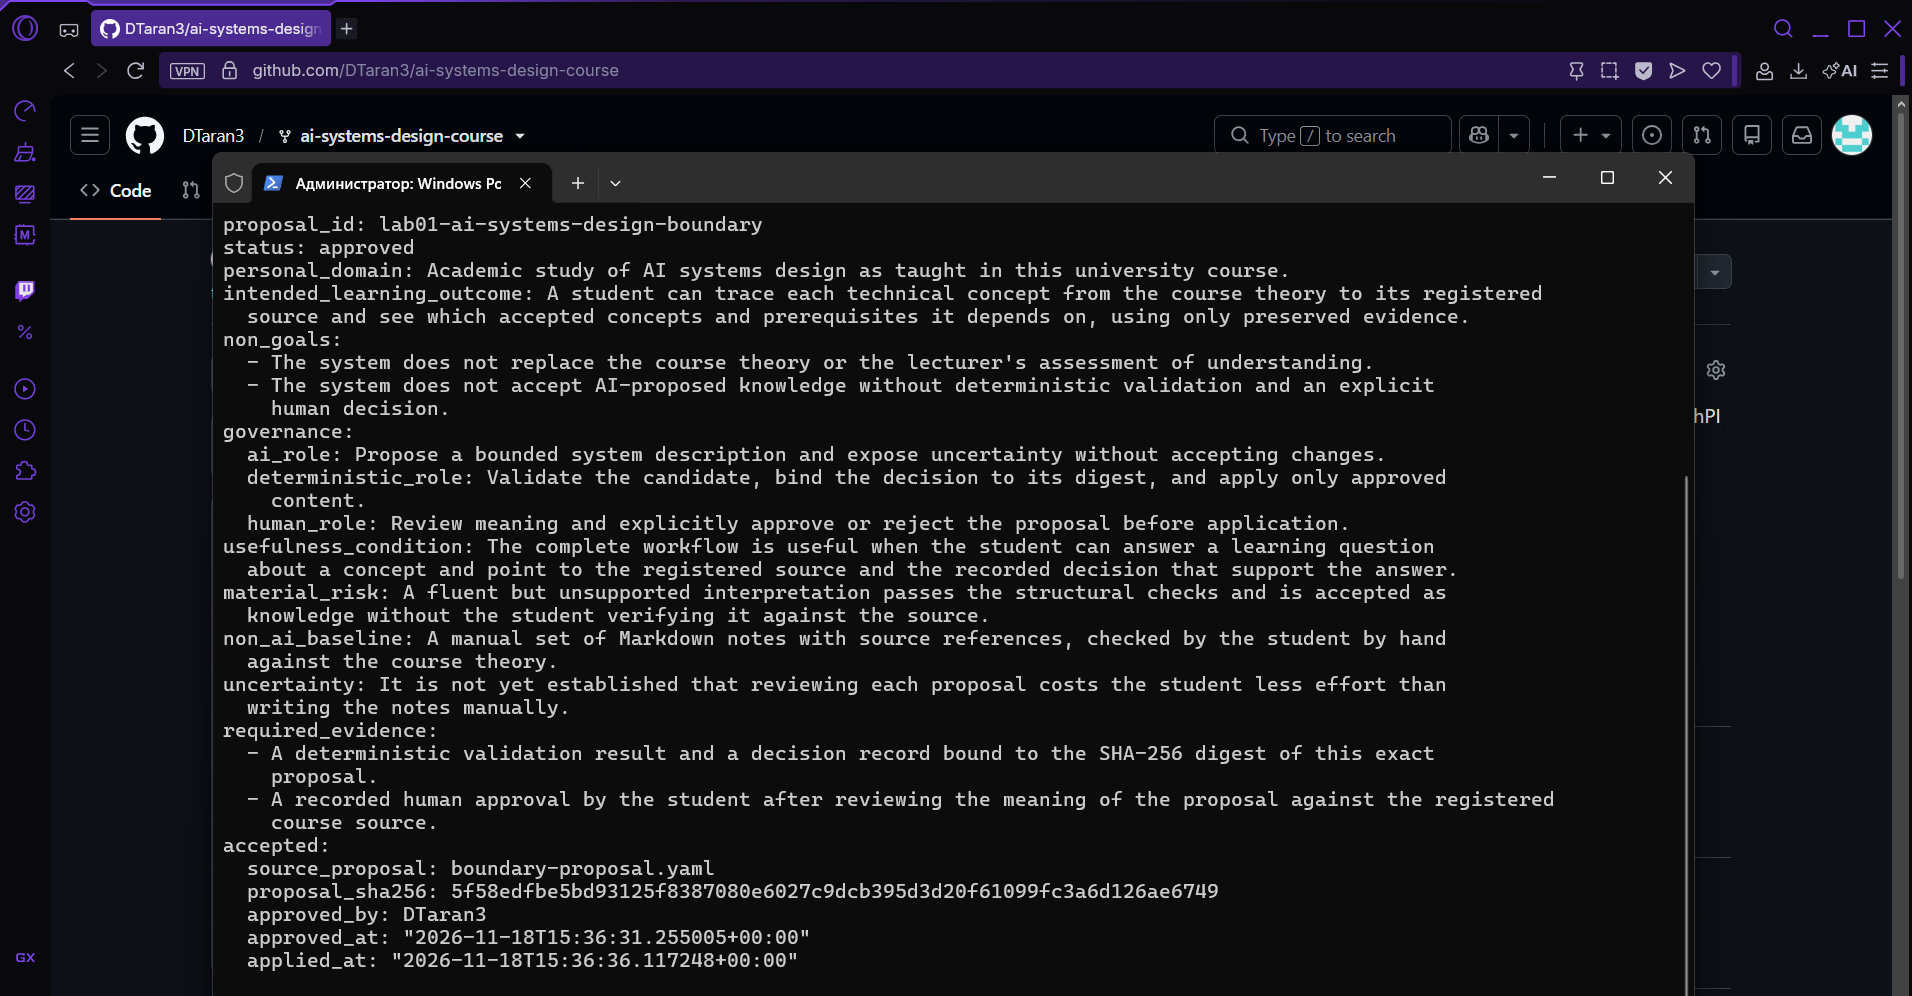 DTaran3/ai-systems-design
VPN
github.com/DTaran3/ai-systems-design-course
AI
DTaran3 / ai-systems-design-course
Type / to search
Code
Администратор: Windows Pc
proposal_id: lab01-ai-systems-design-boundary
status: approved
personal_domain: Academic study of AI systems design as taught in this university course.
intended_learning_outcome: A student can trace each technical concept from the course theory to its registered
source and see which accepted concepts and prerequisites it depends on, using only preserved evidence.
non_goals:
- The system does not replace the course theory or the lecturer's assessment of understanding.
- The system does not accept AI-proposed knowledge without deterministic validation and an explicit
human decision.
governance:
ai_role: Propose a bounded system description and expose uncertainty without accepting changes.
deterministic_role: Validate the candidate, bind the decision to its digest, and apply only approved
content.
human_role: Review meaning and explicitly approve or reject the proposal before application.
usefulness_condition: The complete workflow is useful when the student can answer a learning question
about a concept and point to the registered source and the recorded decision that support the answer.
material_risk: A fluent but unsupported interpretation passes the structural checks and is accepted as
knowledge without the student verifying it against the source.
non_ai_baseline: A manual set of Markdown notes with source references, checked by the student by hand
against the course theory.
uncertainty: It is not yet established that reviewing each proposal costs the student less effort than
writing the notes manually.
required_evidence:
- A deterministic validation result and a decision record bound to the SHA-256 digest of this exact
proposal.
- A recorded human approval by the student after reviewing the meaning of the proposal against the registered
course source.
accepted:
source_proposal: boundary-proposal.yaml
proposal_sha256: 5f58edfbe5bd93125f8387080e6027c9dcb395d3d20f61099fc3a6d126ae6749
approved_by: DTaran3
approved_at: "2026-11-18T15:36:31.255005+00:00"
applied_at: "2026-11-18T15:36:36.117248+00:00"
hPI
M
GX